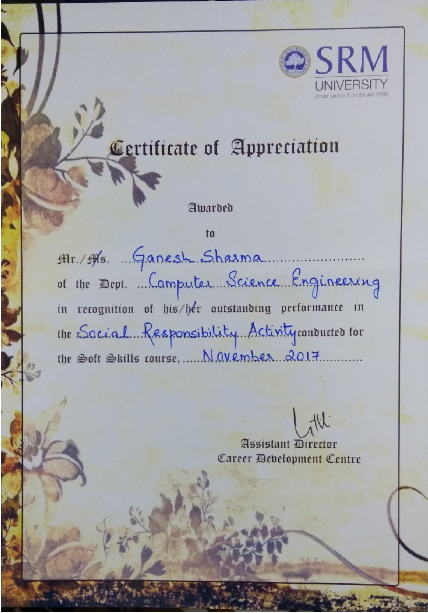 SRM
UNIVERSITY
Certificate of Appreciation
Awarded
to
Mr./Ms. ... Ganesh Sharma ......................
of the Dept. ... Computer Science Engineering
in recognition of his/her outstanding performance in
the Social Responsibility Activity conducted for
the Soft Skills course, ..... November 2017 ...........
Assistant Director
Career Development Centre